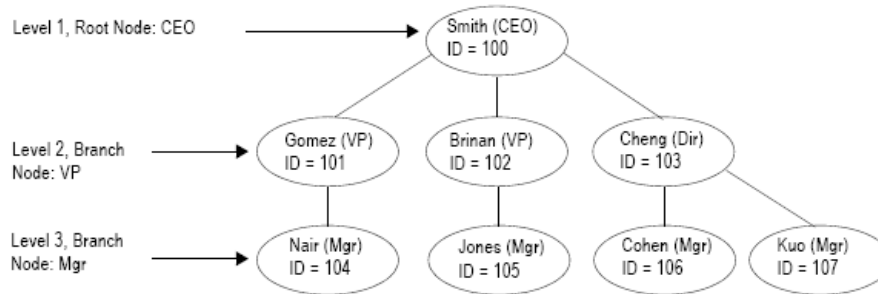 Level 1, Root Node: CEO
Smith (CEO)
ID = 100
Level 2, Branch
Node: VP
Gomez (VP)
ID = 101
Brinan (VP)
ID = 102
Cheng (Dir)
ID = 103
Level 3, Branch
Node: Mgr
Nair (Mgr)
ID = 104
Jones (Mgr)
ID = 105
Cohen (Mgr)
ID = 106
Kuo (Mgr)
ID = 107